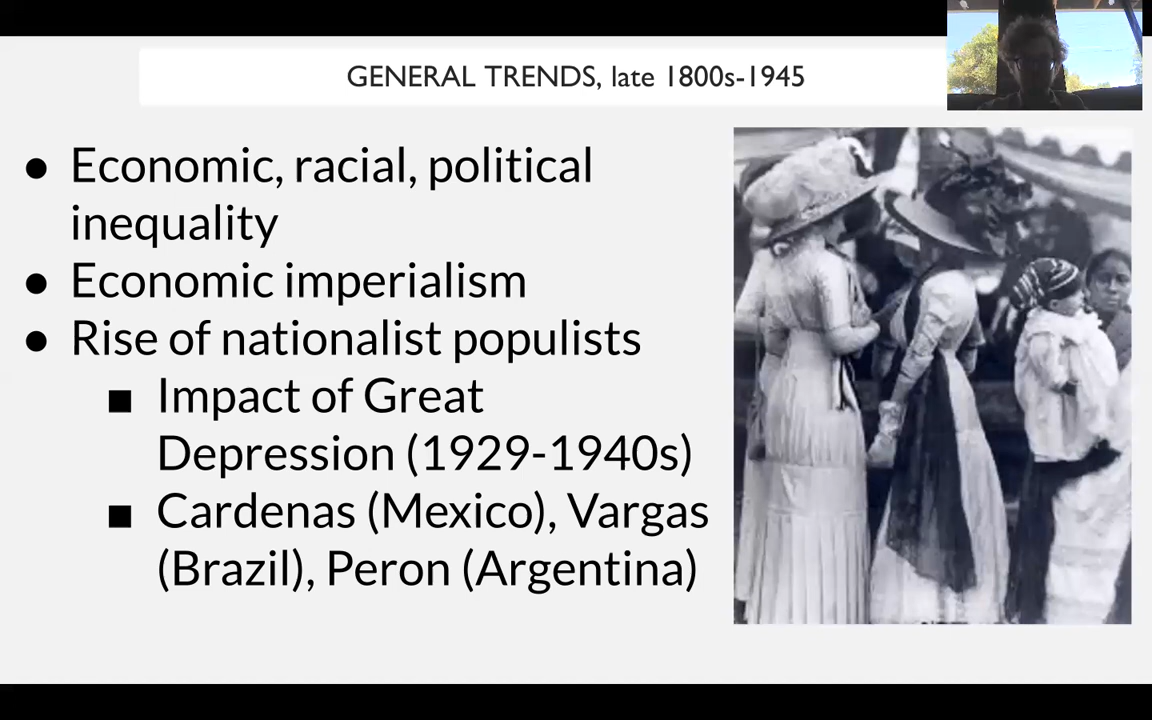 GENERAL TRENDS, late 1800s-1945
● Economic, racial, political
inequality
● Economic imperialism
● Rise of nationalist populists
■ Impact of Great
Depression (1929-1940s)
■ Cardenas (Mexico), Vargas
(Brazil), Peron (Argentina)